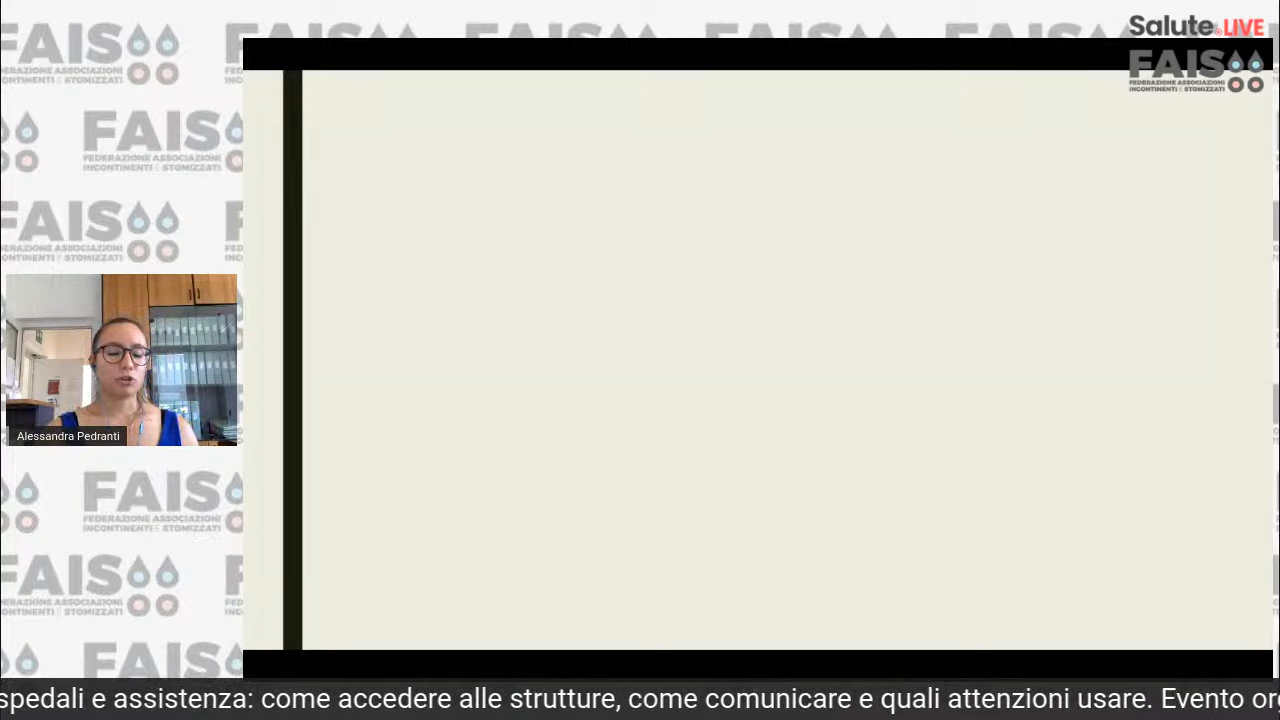 Salute LIVE
FAIS
FEDERAZIONE ASSOCIAZIONI
INCONTINENTI E STOMIZZATI
FAIS
FEDERAZIONE ASSOCIAZIONI
INCONTINENTI E STOMIZZATI
Alessandra Pedranti
spedali e assistenza: come accedere alle strutture, come comunicare e quali attenzioni usare. Evento org